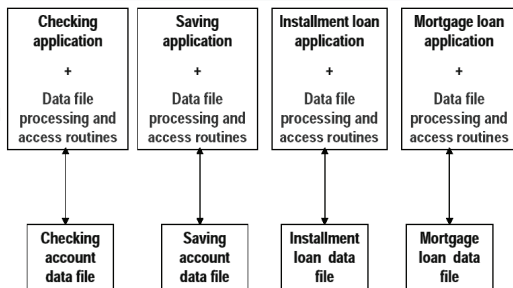 Checking
application
+
Data file
processing and
access routines
Saving
application
+
Data file
processing and
access routines
Installment loan
application
+
Data file
processing and
access routines
Mortgage loan
application
+
Data file
processing and
access routines
Checking
account
data file
Saving
account
data file
Installment
loan data
file
Mortgage
loan data
file